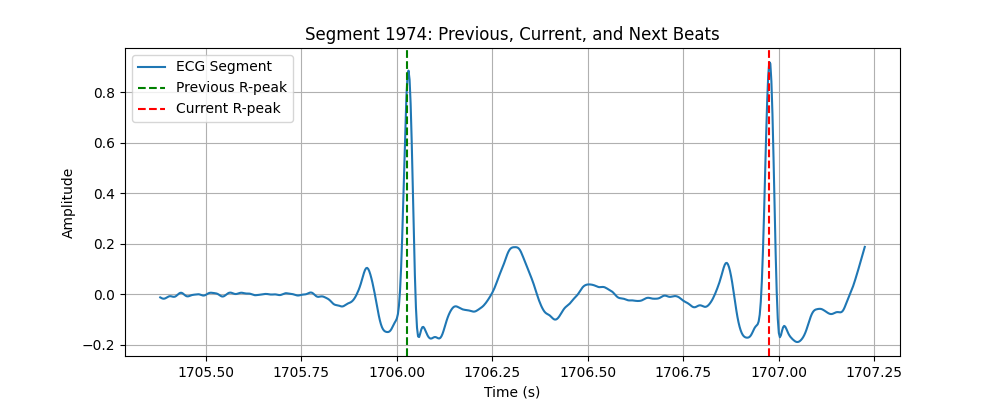 Segment 1974: Previous, Current, and Next Beats
ECG Segment
Previous R-peak
Current R-peak
Amplitude
0.8
0.6
0.4
0.2
0.0
−0.2
1705.50 1705.75 1706.00 1706.25 1706.50 1706.75 1707.00 1707.25
Time (s)